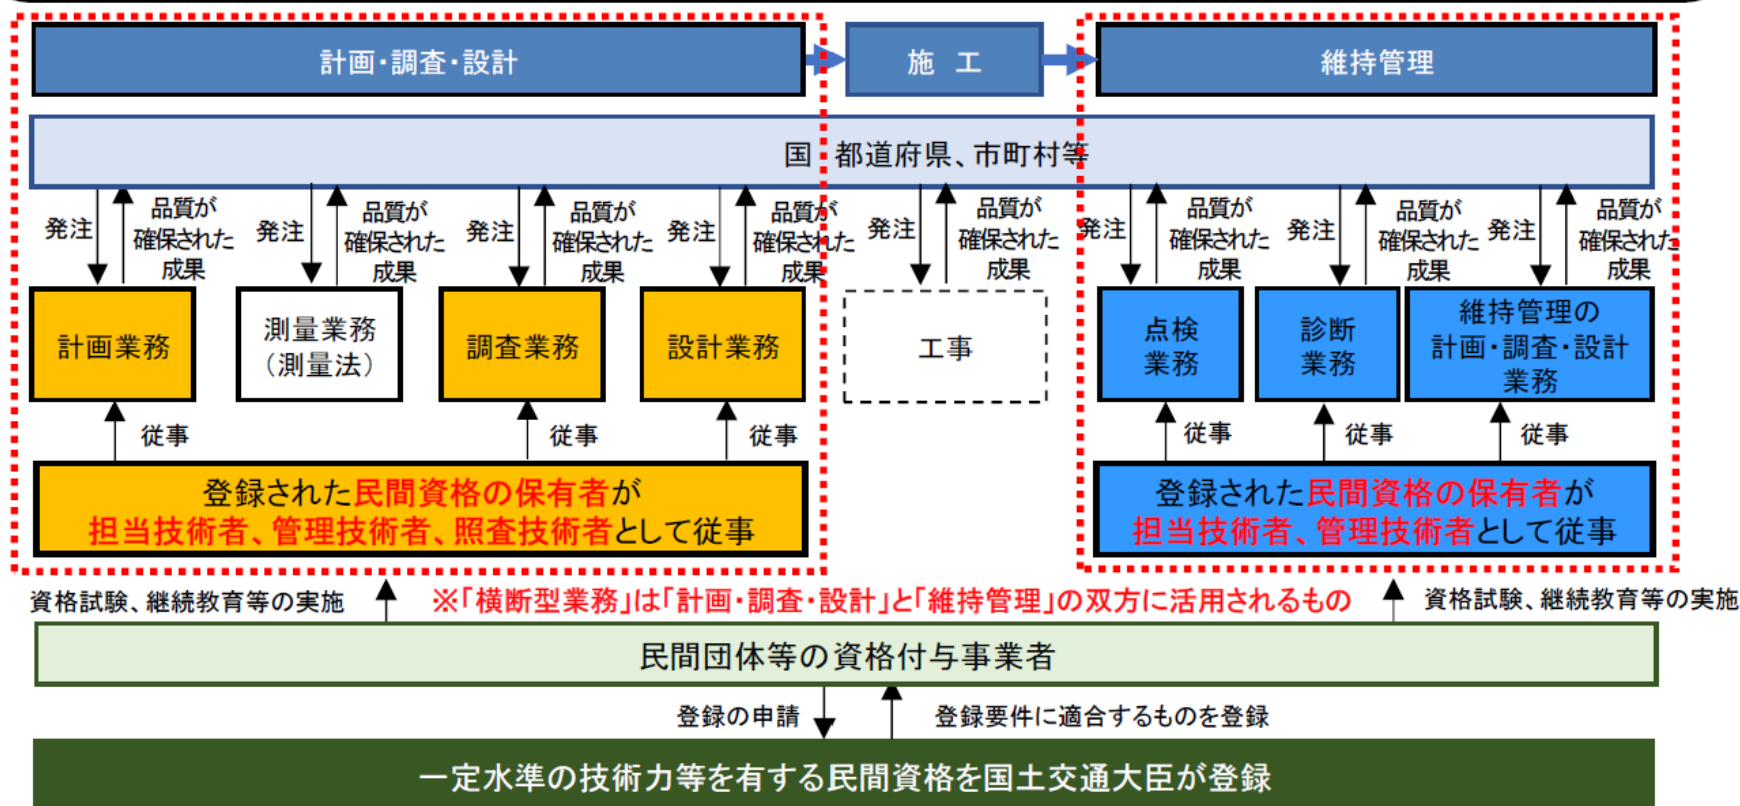 計画・調査・設計
施 工
維持管理
国 都道府県、市町村等
発注
品質が
確保された
成果
発注
品質が
確保された
成果
発注
品質が
確保された
成果
発注
品質が
確保された
成果
発注
品質が
確保された
成果
発注
品質が
確保された
成果
発注
品質が
確保された
成果
発注
品質が
確保された
成果
計画業務
測量業務
（測量法）
調査業務
設計業務
工事
点検
業務
診断
業務
維持管理の
計画・調査・設計
業務
従事
従事
従事
従事
従事
従事
登録された民間資格の保有者が
担当技術者、管理技術者、照査技術者として従事
登録された民間資格の保有者が
担当技術者、管理技術者として従事
資格試験、継続教育等の実施
※「横断型業務」は「計画・調査・設計」と「維持管理」の双方に活用されるもの
資格試験、継続教育等の実施
民間団体等の資格付与事業者
登録の申請
登録要件に適合するものを登録
一定水準の技術力等を有する民間資格を国土交通大臣が登録